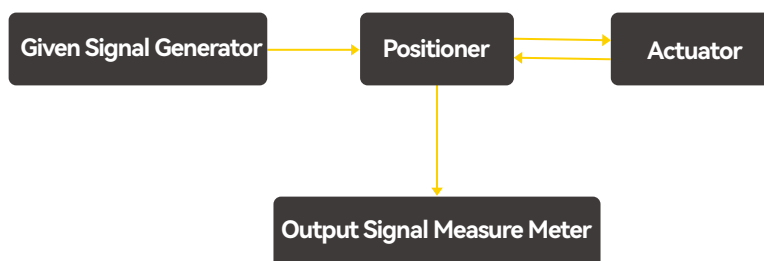 Given Signal Generator
Positioner
Actuator
Output Signal Measure Meter